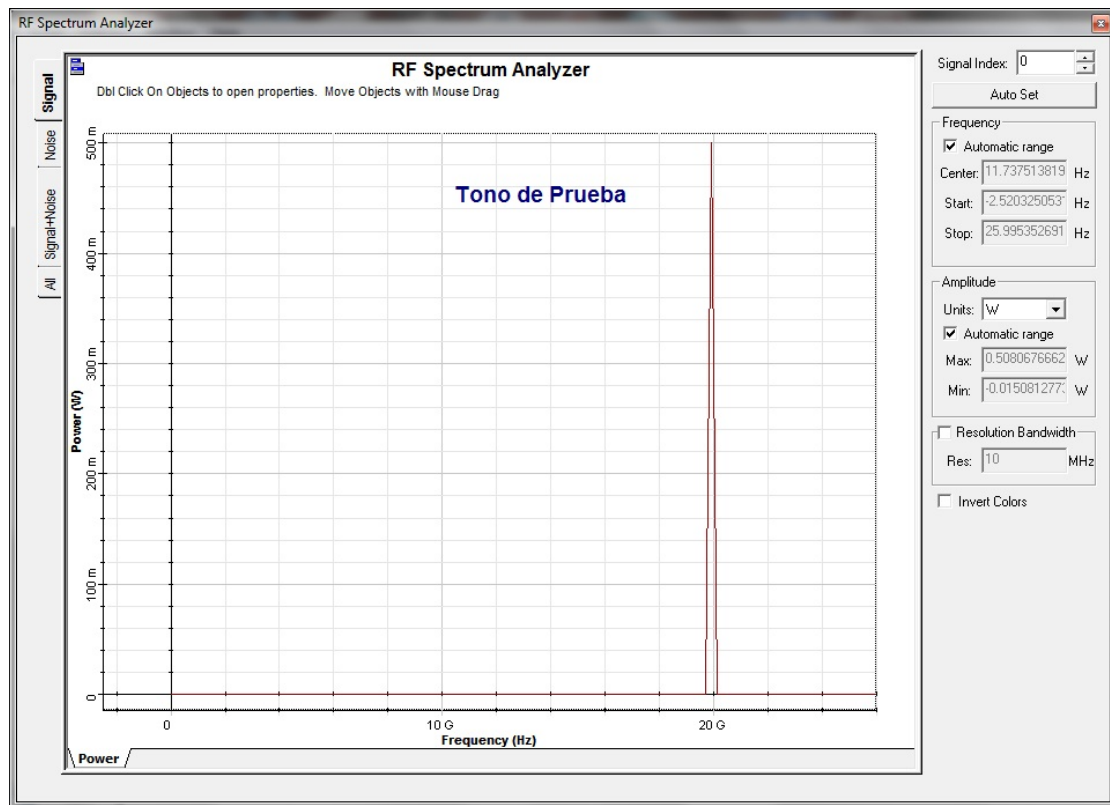 RF Spectrum Analyzer
RF Spectrum Analyzer
Dbl Click On Objects to open properties. Move Objects with Mouse Drag
Signal
Noise
Signal+Noise
All
Tono de Prueba
Power (W)
500 m
400 m
300 m
200 m
100 m
0
0
10 G
20 G
Frequency (Hz)
Power
Signal Index: 0
Auto Set
Frequency
Automatic range
Center: 11.737513819 Hz
Start: -2.520325053 Hz
Stop: 25.995352691 Hz
Amplitude
Units: W
Automatic range
Max: 0.5080676662 W
Min: -0.015081277 W
Resolution Bandwidth
Res: 10 MHz
Invert Colors